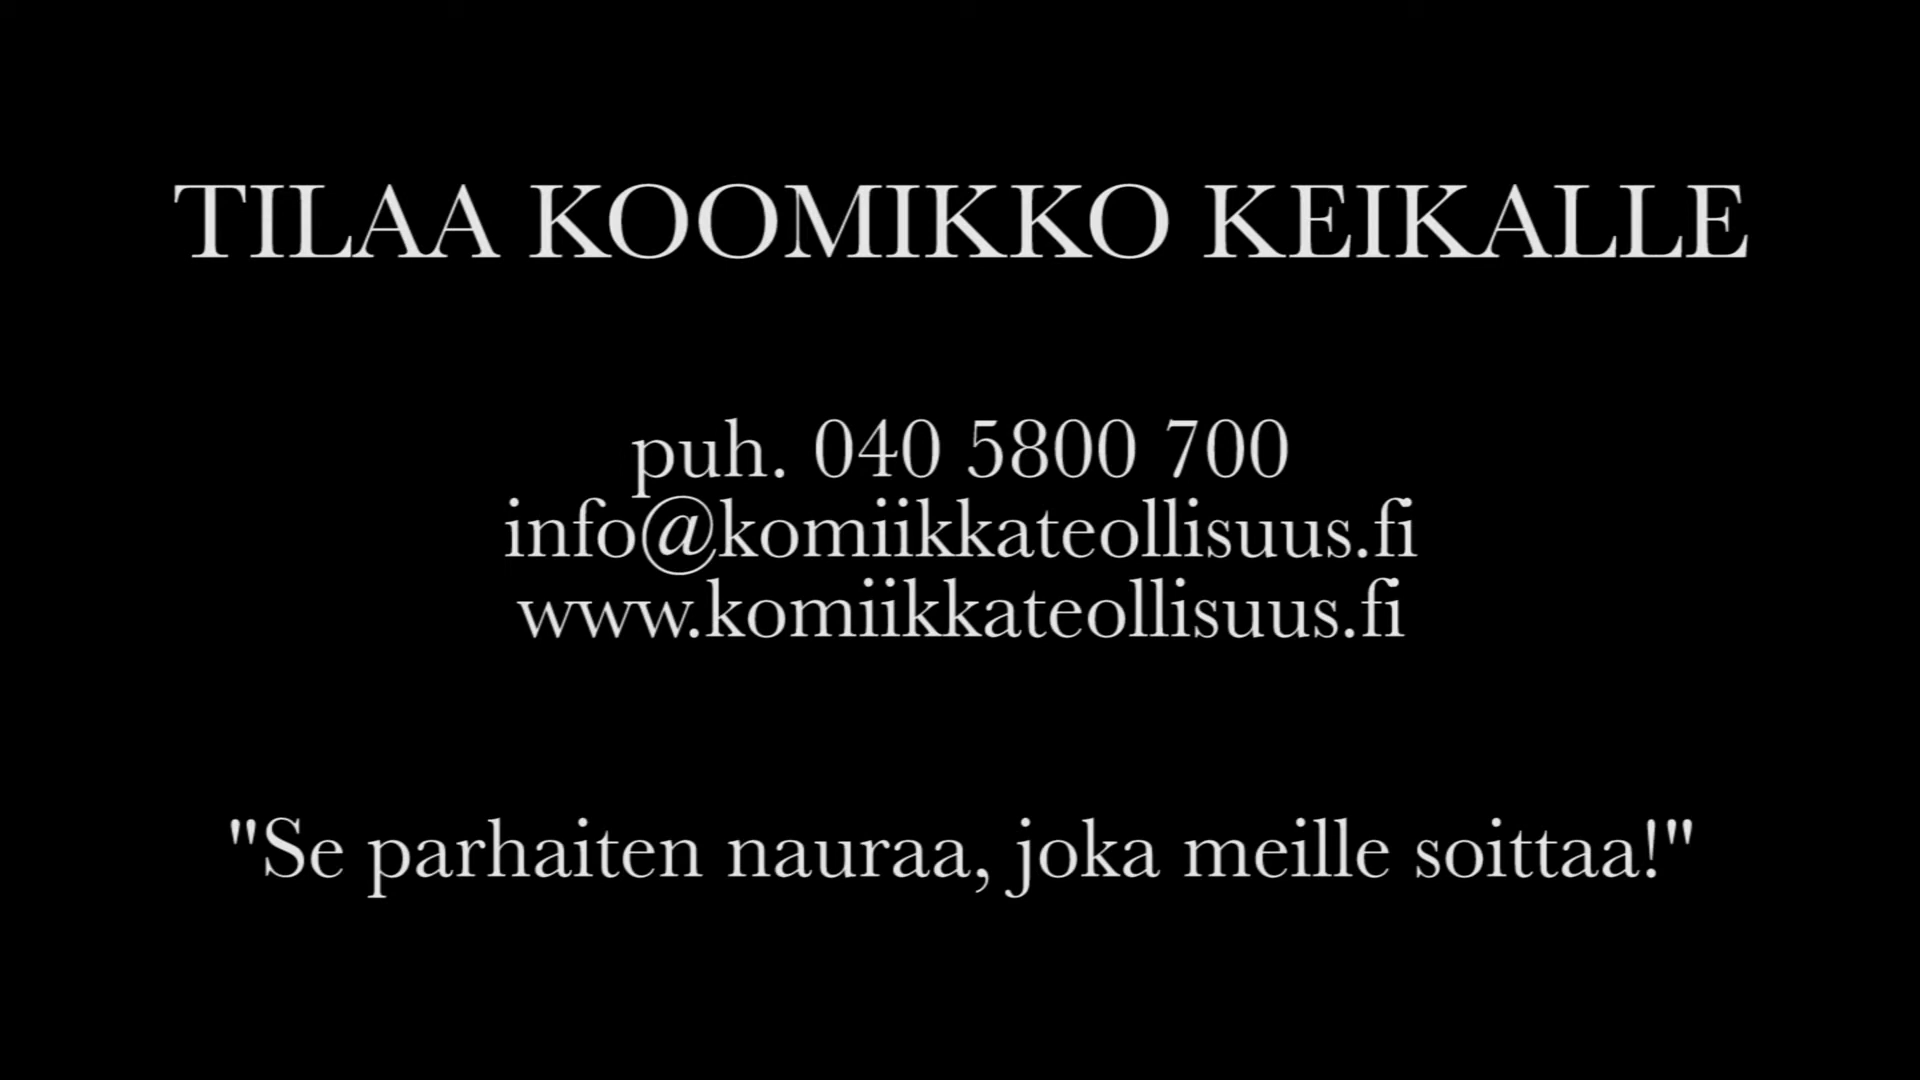 TILAA KOOMIKKO KEIKALLE
puh. 040 5800 700
info@komiikkateollisuus.fi
www.komiikkateollisuus.fi
"Se parhaiten nauraa, joka meille soittaa!"